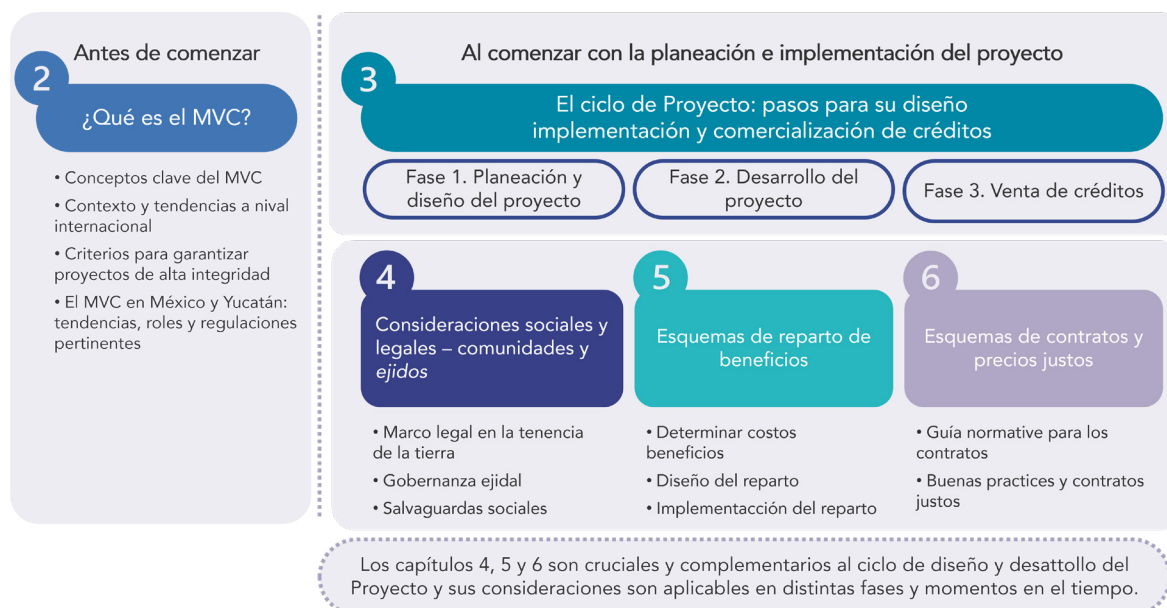 Antes de comenzar
2
¿Qué es el MVC?
• Conceptos clave del MVC
• Contexto y tendencias a nivel
internacional
• Criterios para garantizar
proyectos de alta integridad
• El MVC en México y Yucatán:
tendencias, roles y regulaciones
pertinentes
Al comenzar con la planeación e implementación del proyecto
3
El ciclo de Proyecto: pasos para su diseño
implementación y comercialización de créditos
Fase 1. Planeación y
diseño del proyecto
Fase 2. Desarrollo del
proyecto
Fase 3. Venta de créditos
4
Consideraciones sociales y
legales – comunidades y
ejidos
• Marco legal en la tenencia
de la tierra
• Gobernanza ejidal
• Salvaguardas sociales
5
Esquemas de reparto de
beneficios
• Determinar costos
beneficios
• Diseño del reparto
• Implementacción del reparto
6
Esquemas de contratos y
precios justos
• Guía normative para los
contratos
• Buenas practices y contratos
justos
Los capítulos 4, 5 y 6 son cruciales y complementarios al ciclo de diseño y desattollo del
Proyecto y sus consideraciones son aplicables en distintas fases y momentos en el tiempo.